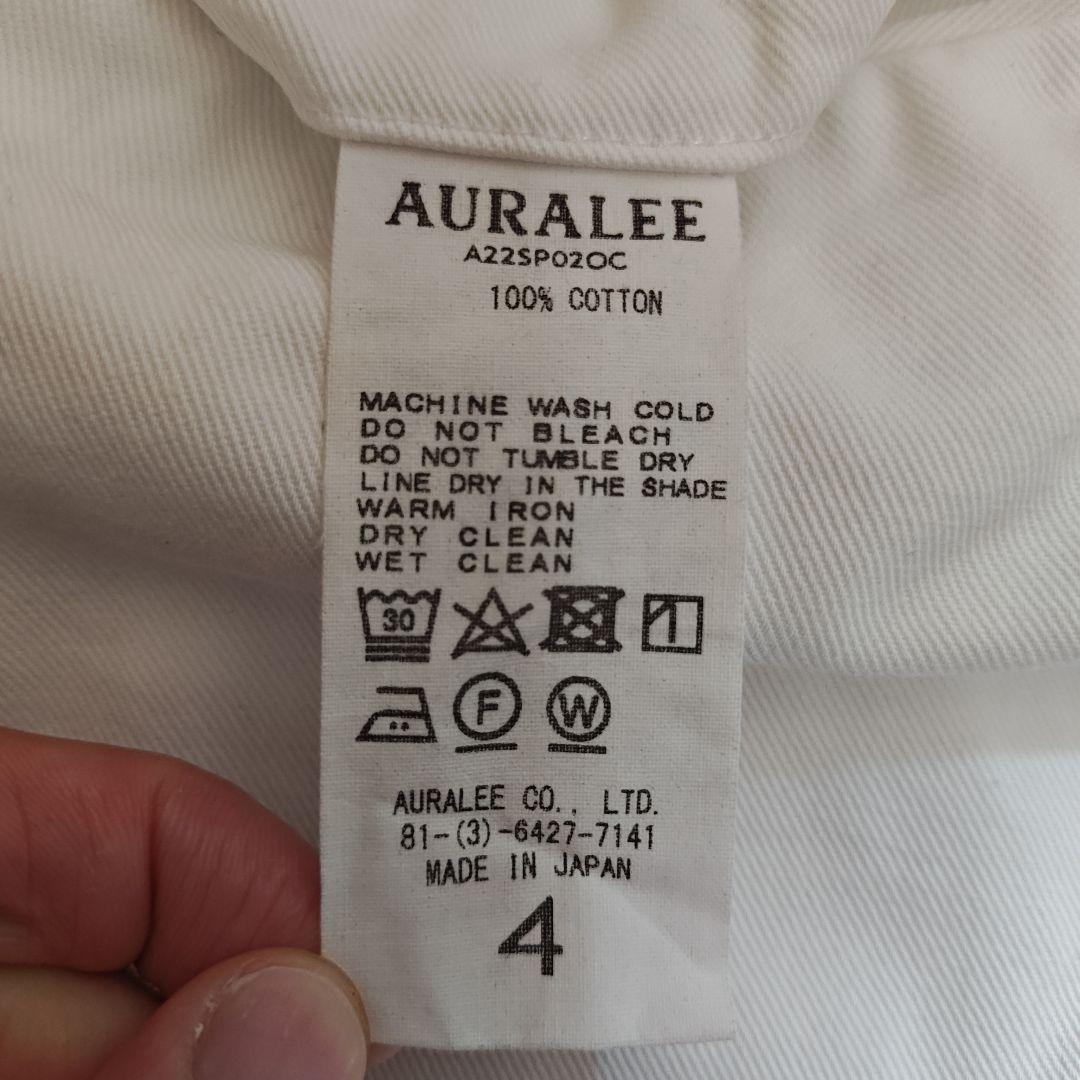 AURALEE
A22SP02OC
100% COTTON
MACHINE WASH COLD
DO NOT BLEACH
DO NOT TUMBLE DRY
LINE DRY IN THE SHADE
WARM IRON
DRY CLEAN
WET CLEAN
30
F W
AURALEE CO., LTD.
81-(3)-6427-7141
MADE IN JAPAN
4